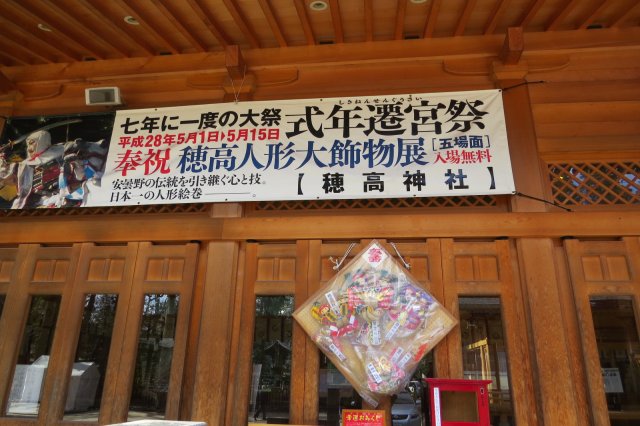 七年に一度の大祭
平成28年5月1日▶5月15日
しきねんせんぐうさい
式年遷宮祭
奉祝 穂高人形大飾物展
[五場面]
入場無料
安曇野の伝統を引き継ぐ心と技。
日本一の人形絵巻――――。
【穂高神社】